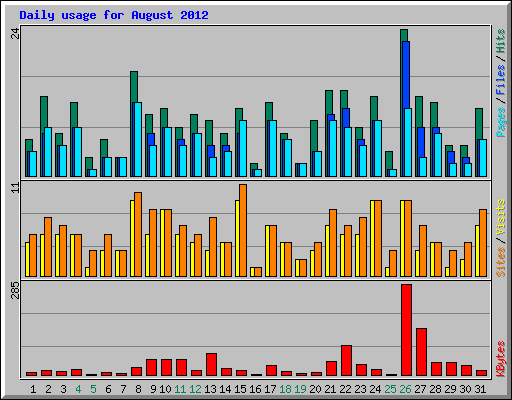 Daily usage for August 2012
24
Pages / Files / Hits
11
Sites / Visits
285
KBytes
1 2 3 4 5 6 7 8 9 10 11 12 13 14 15 16 17 18 19 20 21 22 23 24 25 26 27 28 29 30 31